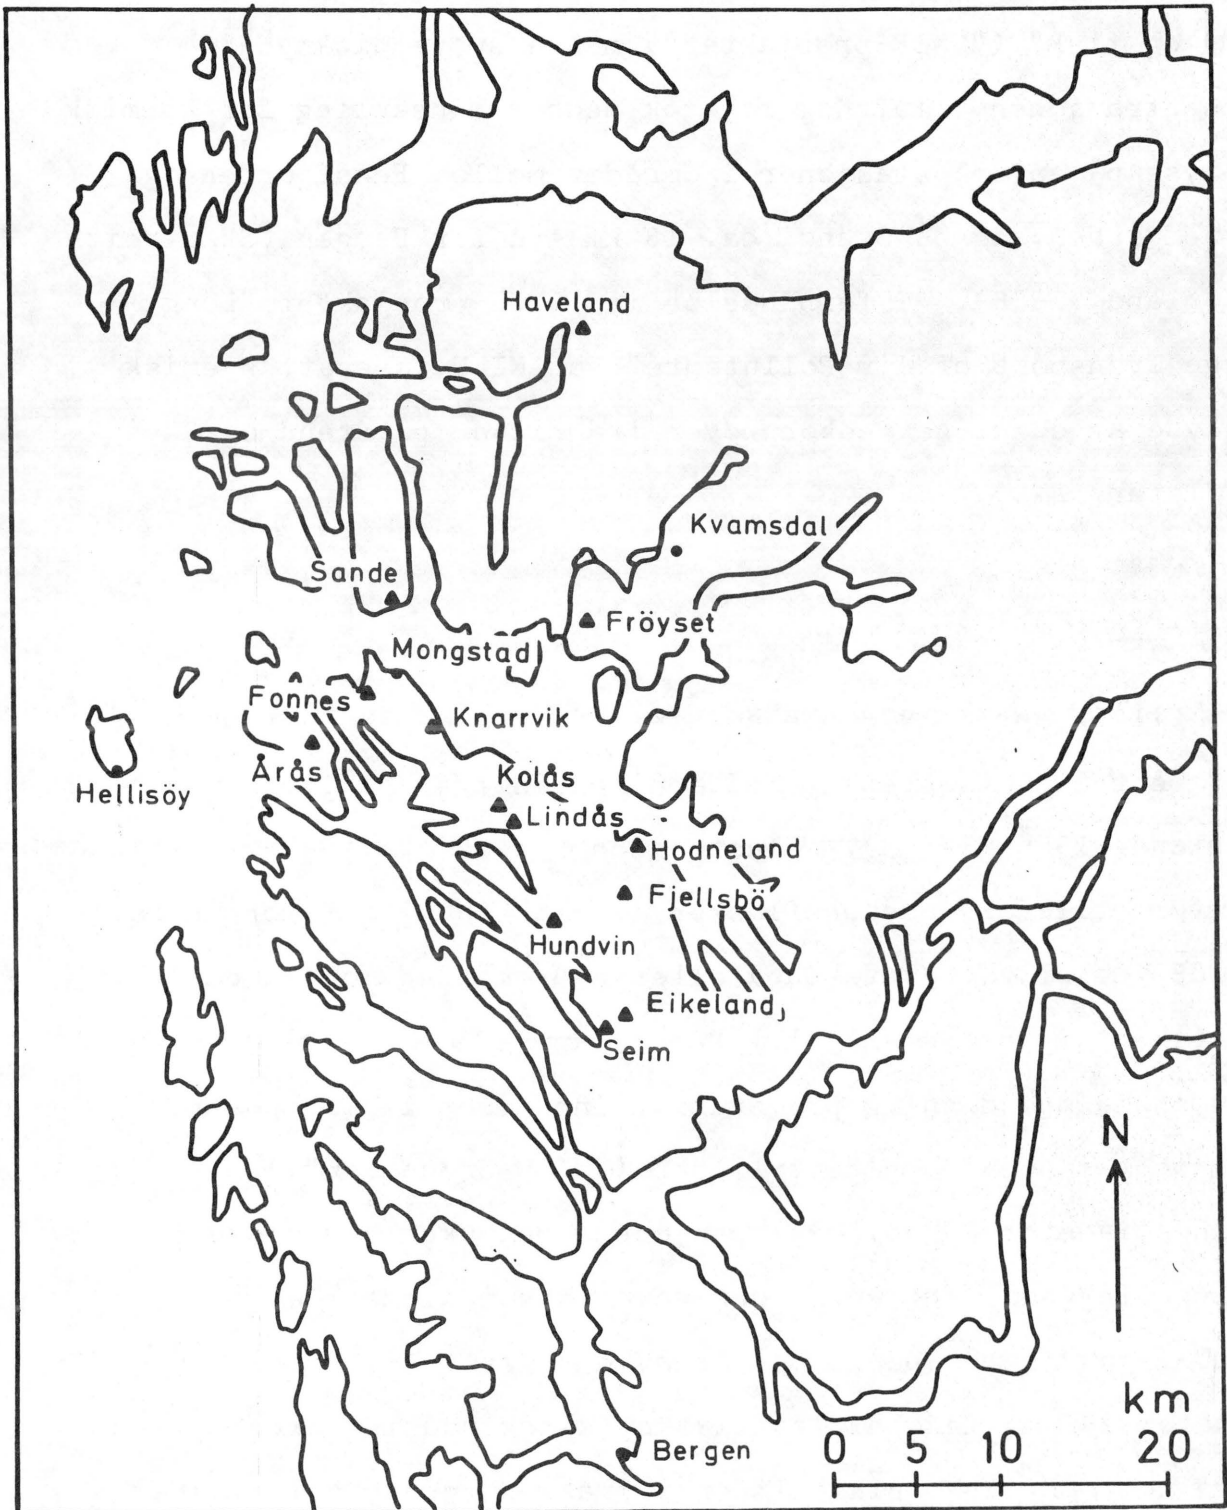 Haveland
Kvamsdal
Sande
Fröyset
Mongstad
Fonnes
Knarrvik
Årås
Kolås
Hellisöy
Lindås
Hodneland
Fjellsbö
Hundvin
Eikeland
Seim
N
km
0 5 10 20
Bergen